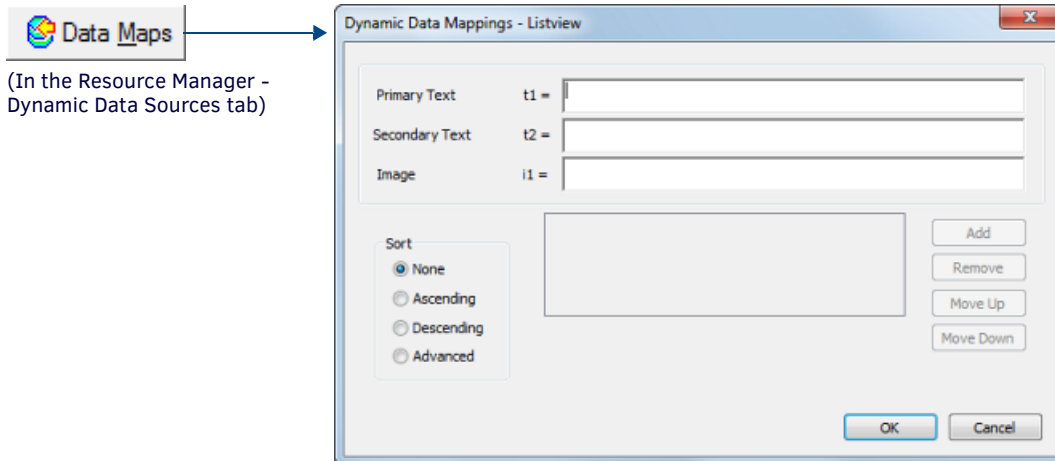 Data Maps
(In the Resource Manager -
Dynamic Data Sources tab)
Dynamic Data Mappings - Listview
Primary Text t1 =
Secondary Text t2 =
Image i1 =
Sort
None
Ascending
Descending
Advanced
Add
Remove
Move Up
Move Down
OK Cancel